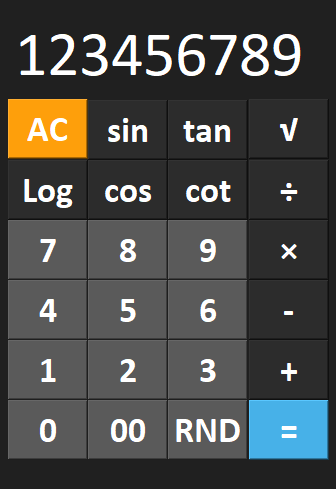 123456789
AC sin tan √
Log cos cot ÷
7 8 9 ×
4 5 6 -
1 2 3 +
0 00 RND =